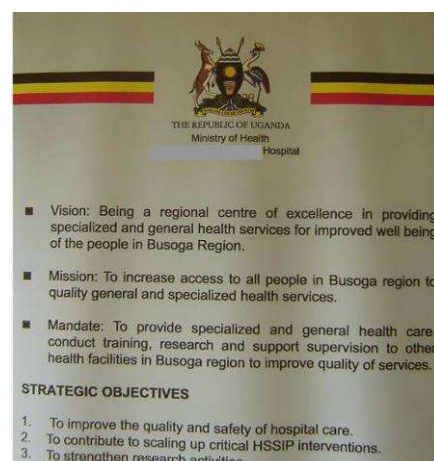 THE REPUBLIC OF UGANDA
Ministry of Health
Hospital
■ Vision: Being a regional centre of excellence in providing
specialized and general health services for improved well being
of the people in Busoga Region.
■ Mission: To increase access to all people in Busoga region to
quality general and specialized health services.
■ Mandate: To provide specialized and general health care,
conduct training, research and support supervision to other
health facilities in Busoga region to improve quality of services.
STRATEGIC OBJECTIVES
1. To improve the quality and safety of hospital care.
2. To contribute to scaling up critical HSSIP interventions.
3. To strengthen research activities